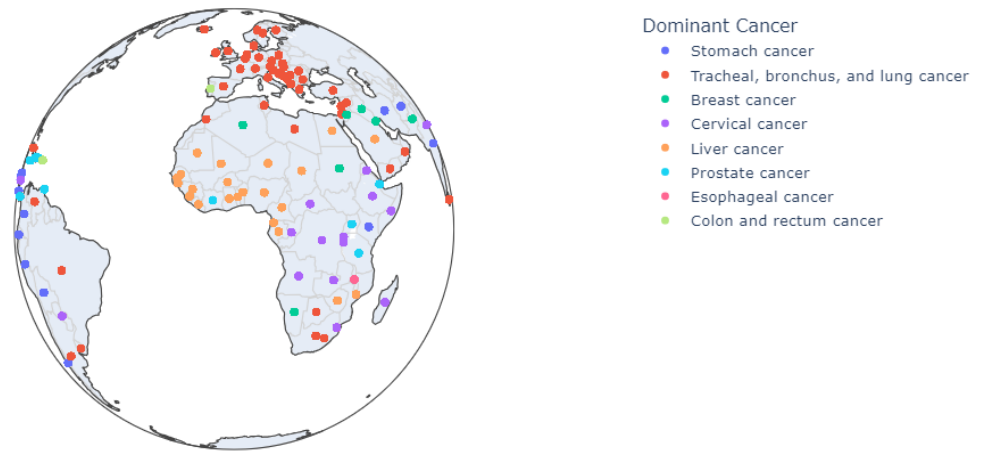 Dominant Cancer
Stomach cancer
Tracheal, bronchus, and lung cancer
Breast cancer
Cervical cancer
Liver cancer
Prostate cancer
Esophageal cancer
Colon and rectum cancer